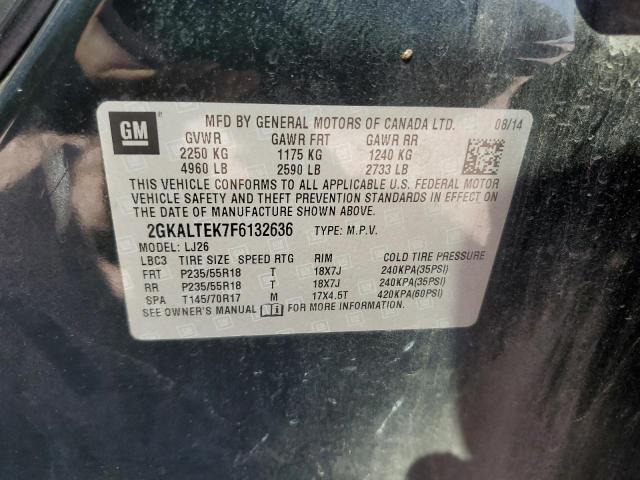 GM
MFD BY GENERAL MOTORS OF CANADA LTD. 08/14
GVWR GAWR FRT GAWR RR
2250 KG 1175 KG 1240 KG
4960 LB 2590 LB 2733 LB
THIS VEHICLE CONFORMS TO ALL APPLICABLE U.S. FEDERAL MOTOR
VEHICLE SAFETY AND THEFT PREVENTION STANDARDS IN EFFECT ON
THE DATE OF MANUFACTURE SHOWN ABOVE
2GKALTEK7F6132636 TYPE: M.P.V.
MODEL: LJ26
LBC3 TIRE SIZE SPEED RTG RIM COLD TIRE PRESSURE
FRT P235/55R18 T 18X7J 240KPA(35PSI)
RR P235/55R18 T 18X7J 240KPA(35PSI)
SPA T145/70R17 M 17X4.5T 420KPA(60PSI)
SEE OWNER'S MANUAL FOR MORE INFORMATION